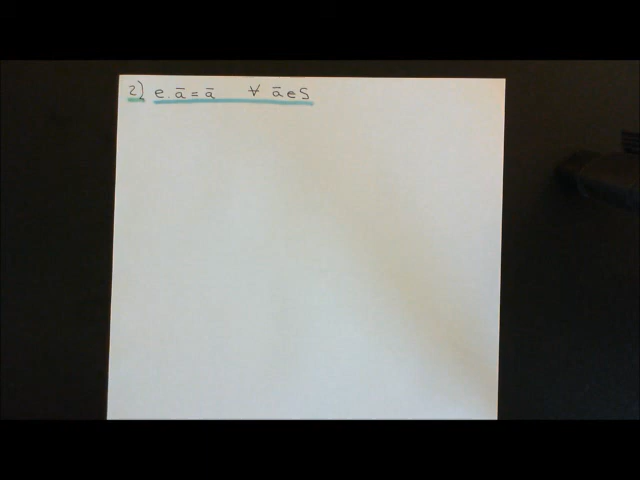 2) e.ā = ā ∀ ā ∈ S